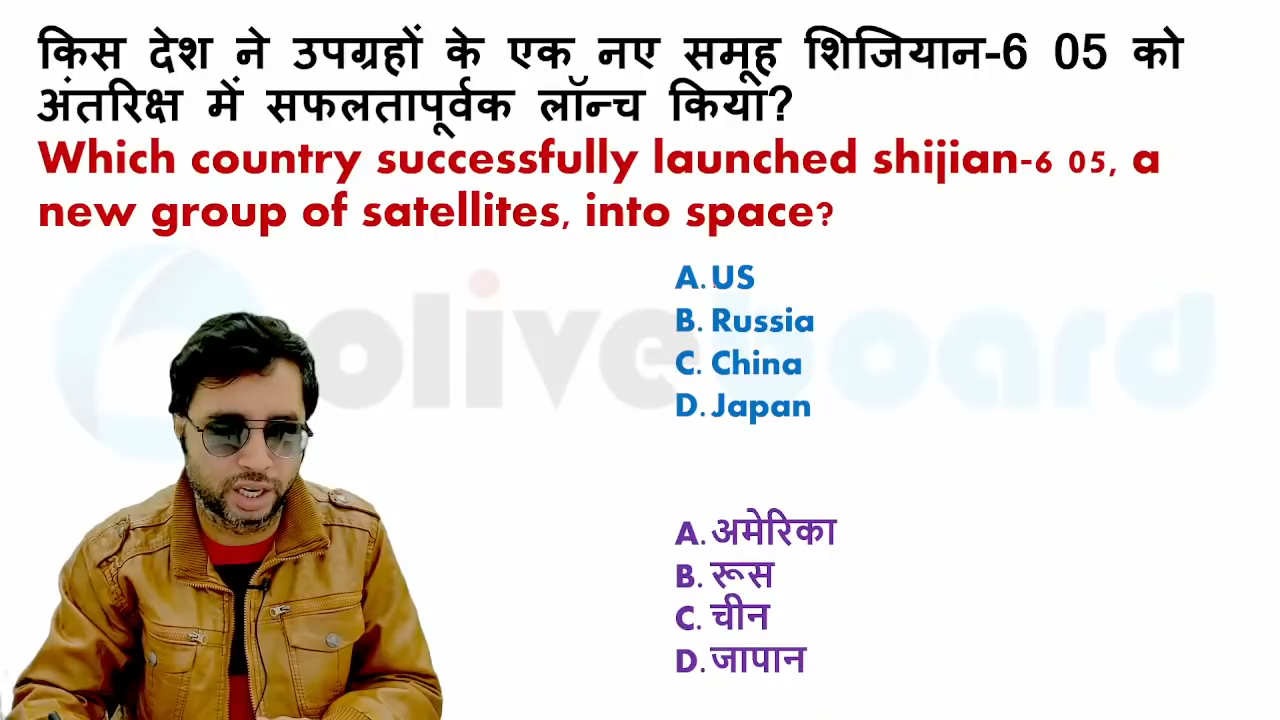 किस देश ने उपग्रहों के एक नए समूह शिजियान-6 05 को
अंतरिक्ष में सफलतापूर्वक लॉन्च किया?
Which country successfully launched shijian-6 05, a
new group of satellites, into space?
oliveboard
A. US
B. Russia
C. China
D. Japan
A. अमेरिका
B. रूस
C. चीन
D. जापान